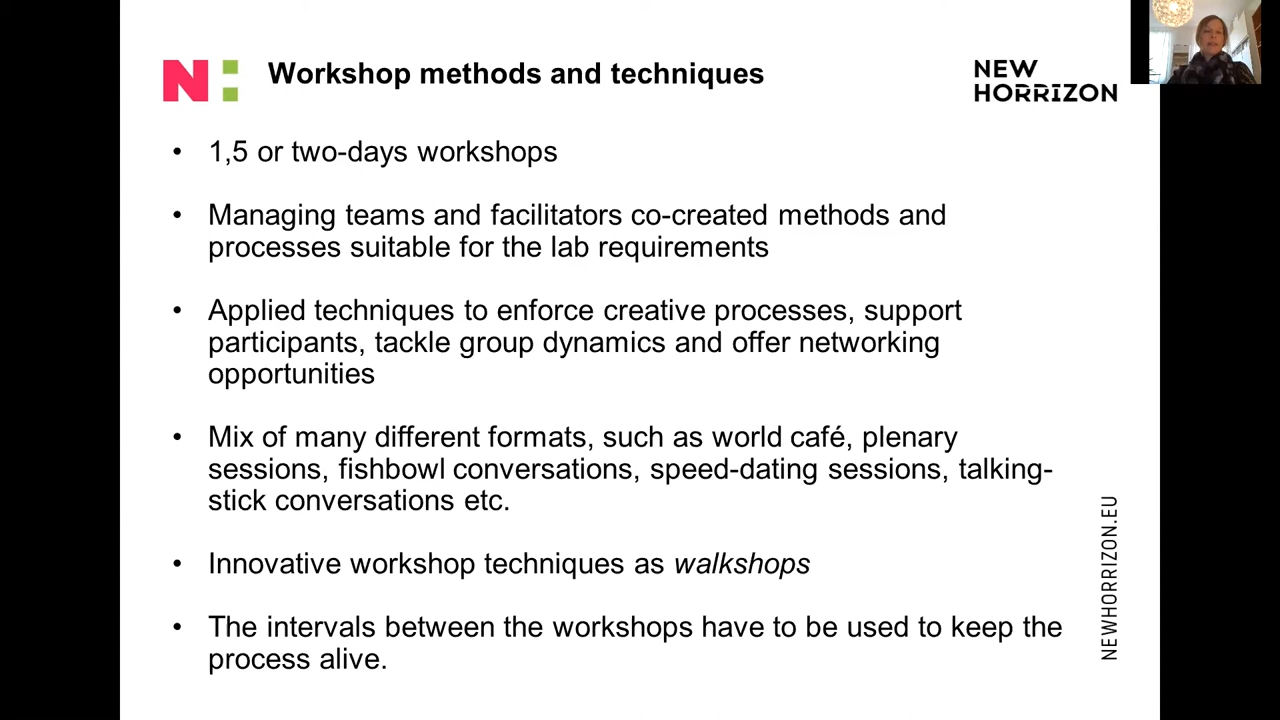 N:
Workshop methods and techniques
NEW
HORRIZON
• 1,5 or two-days workshops
• Managing teams and facilitators co-created methods and
processes suitable for the lab requirements
• Applied techniques to enforce creative processes, support
participants, tackle group dynamics and offer networking
opportunities
• Mix of many different formats, such as world café, plenary
sessions, fishbowl conversations, speed-dating sessions, talking-
stick conversations etc.
• Innovative workshop techniques as walkshops
• The intervals between the workshops have to be used to keep the
process alive.
NEWHORRIZON.EU